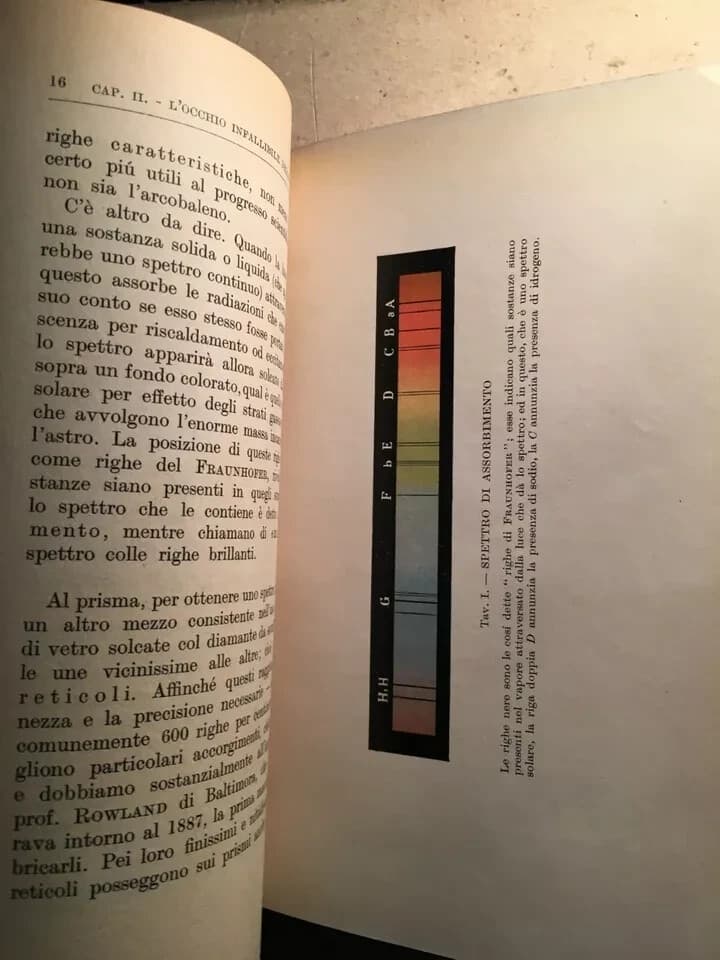 16 CAP. II. - L'OCCHIO INFALLIBILE
righe caratteristiche, non
certo piú utili al progresso
non sia l'arcobaleno.
C'è altro da dire. Quando la
una sostanza solida o liquida (che
rebbe uno spettro continuo)
questo assorbe le radiazioni che
suo conto se esso stesso fosse
scenza per riscaldamento od
lo spettro apparirà allora
sopra un fondo colorato, qual è
solare per effetto degli strati
che avvolgono l'enorme massa
l'astro. La posizione di queste
come righe del FRAUNHOFER,
stanze siano presenti in quegli
lo spettro che le contiene è
mento, mentre chiamano di
spettro colle righe brillanti.
Al prisma, per ottenere uno
un altro mezzo consistente
di vetro solcate col diamante da
le une vicinissime alle altre;
reticoli. Affinché questi
nezza e la precisione necessarie
comunemente 600 righe per
gliono particolari accorgimenti,
e dobbiamo sostanzialmente
prof. ROWLAND di Baltimora,
rava intorno al 1887, la prima
bricarli. Pei loro finissimi e
reticoli posseggono sui prismi
H,H G F b E D C B a A
Tav. I. — SPETTRO DI ASSORBIMENTO
Le righe nere sono le cosí dette "righe di FRAUNHOFER"; esse indicano quali sostanze siano
presenti nel vapore attraversato dalla luce che dà lo spettro; ed in questo, che è uno spettro
solare, la riga doppia D annunzia la presenza di sodio, la C annunzia la presenza di idrogeno.